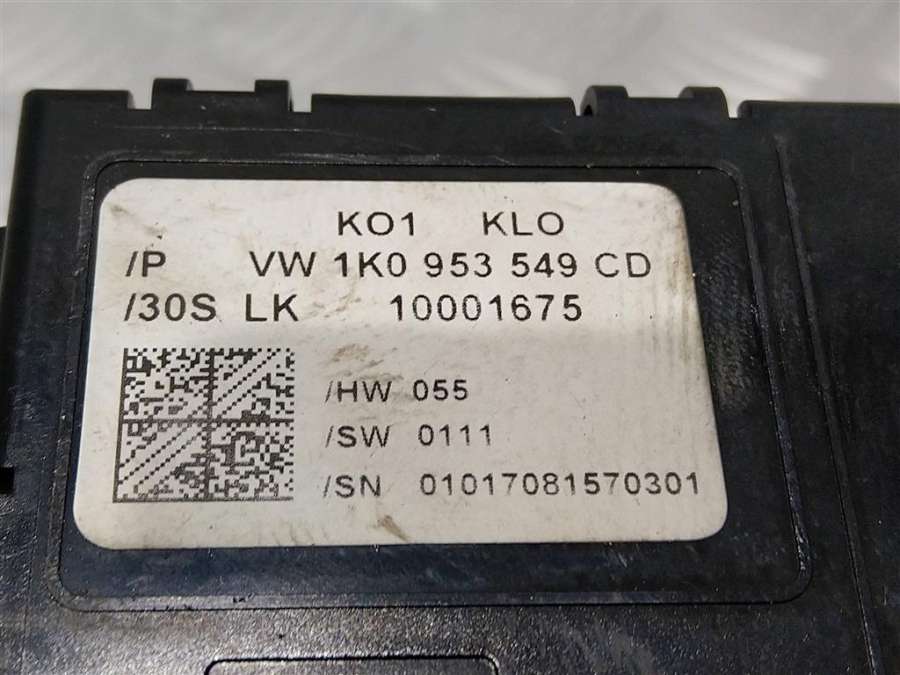 KO1 KLO
/P VW 1K0 953 549 CD
/30S LK 10001675
/HW 055
/SW 0111
/SN 01017081570301